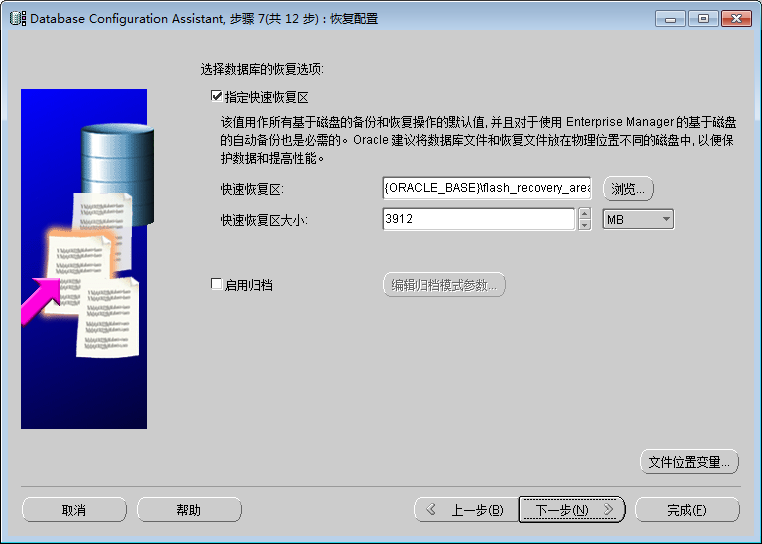 Database Configuration Assistant, 步骤 7(共 12 步) : 恢复配置
选择数据库的恢复选项:
指定快速恢复区
该值用作所有基于磁盘的备份和恢复操作的默认值, 并且对于使用 Enterprise Manager 的基于磁盘
的自动备份也是必需的。Oracle 建议将数据库文件和恢复文件放在物理位置不同的磁盘中, 以便保
护数据和提高性能。
快速恢复区: {ORACLE_BASE}\flash_recovery_area 浏览...
快速恢复区大小: 3912 MB
启用归档 编辑归档模式参数...
文件位置变量...
取消 帮助 上一步(B) 下一步(N) 完成(F)